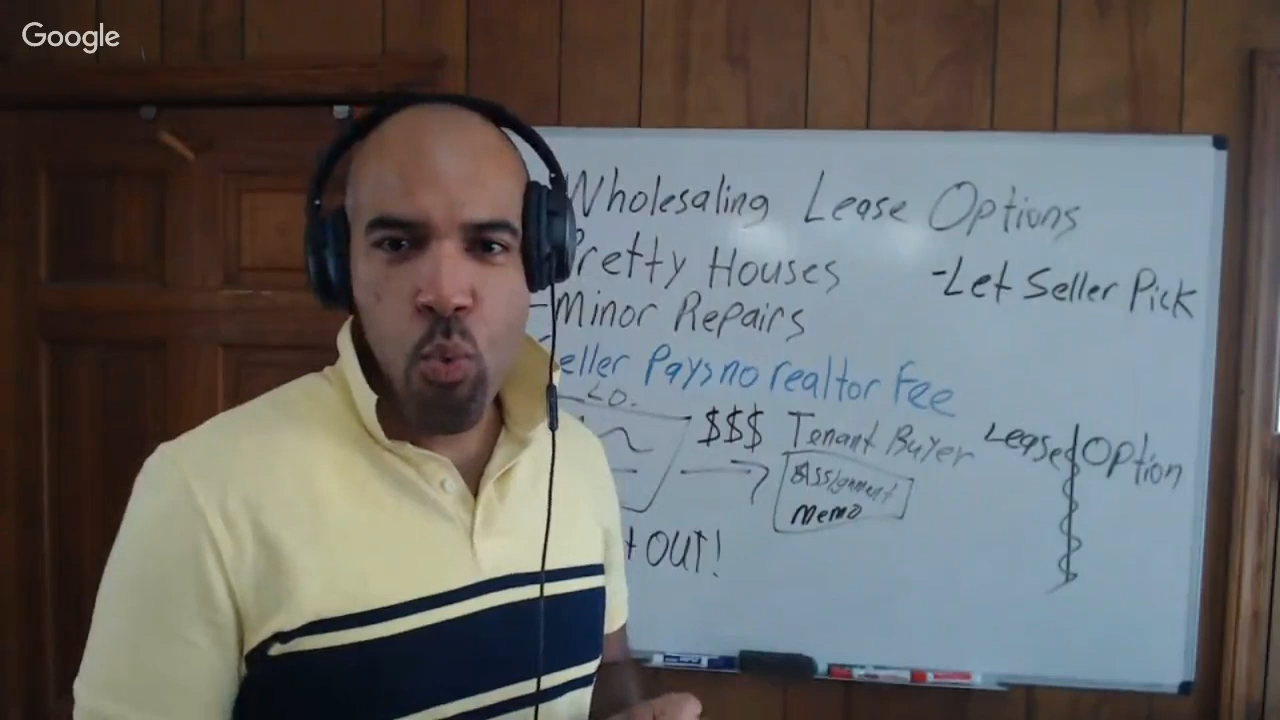 Google
Wholesaling Lease Options
Pretty Houses
-Let Seller Pick
-Minor Repairs
Seller Pays no realtor Fee
L.O.
$$$ Tenant Buyer
Lease Option
Assignment
Memo
OUT!